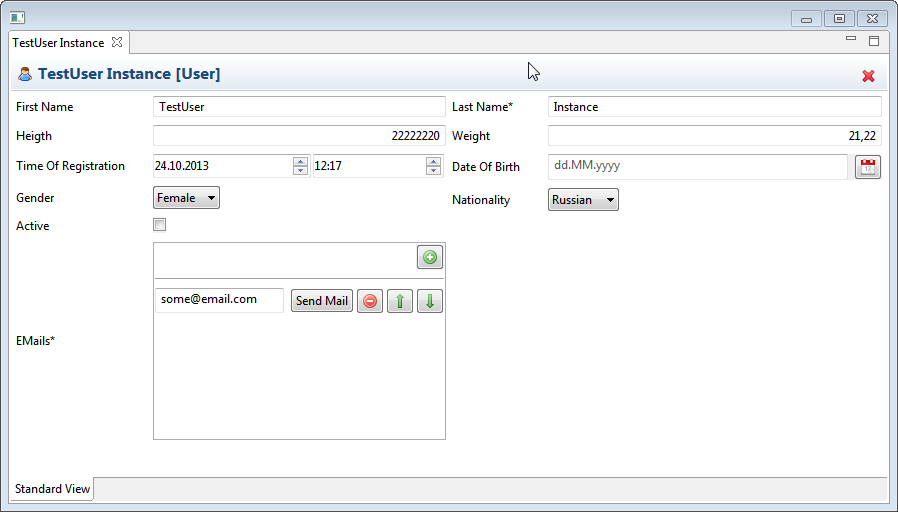 TestUser Instance
TestUser Instance [User]
First Name TestUser Last Name* Instance
Heigth 22222220 Weight 21,22
Time Of Registration 24.10.2013 12:17 Date Of Birth dd.MM.yyyy
Gender Female Nationality Russian
Active
some@email.com Send Mail
EMails*
Standard View